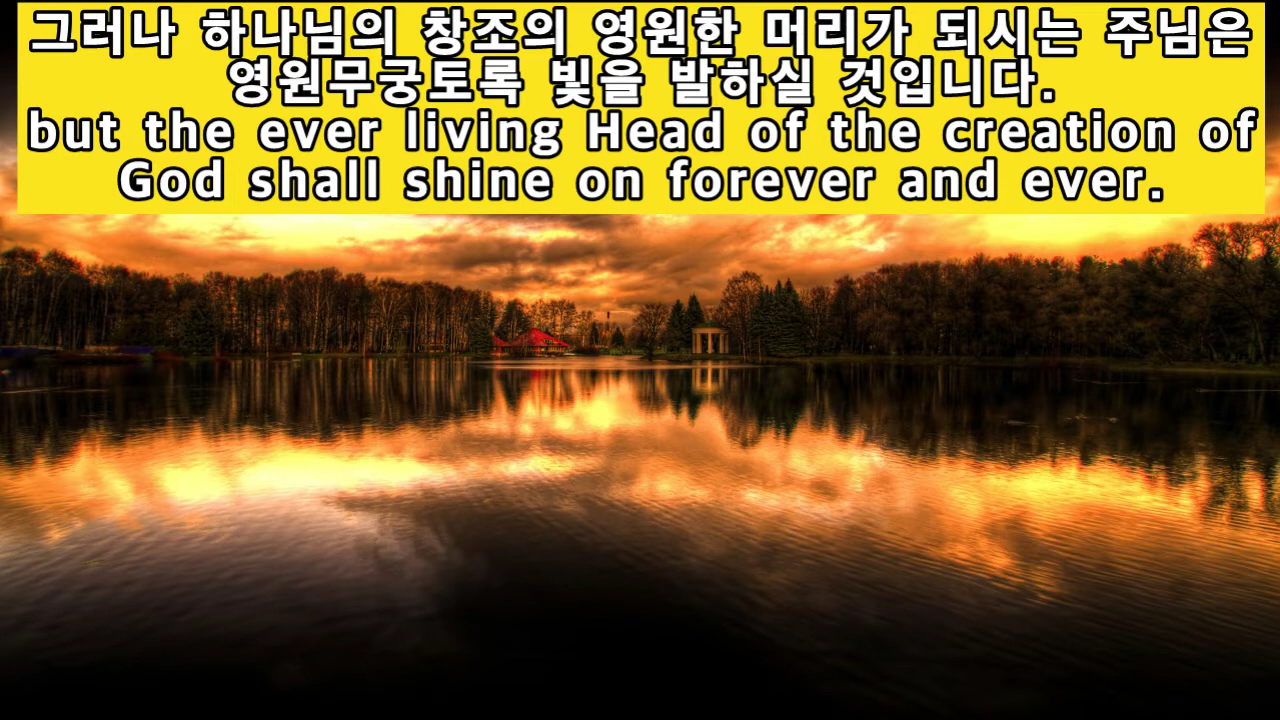 그러나 하나님의 창조의 영원한 머리가 되시는 주님은
영원무궁토록 빛을 발하실 것입니다.
but the ever living Head of the creation of
God shall shine on forever and ever.